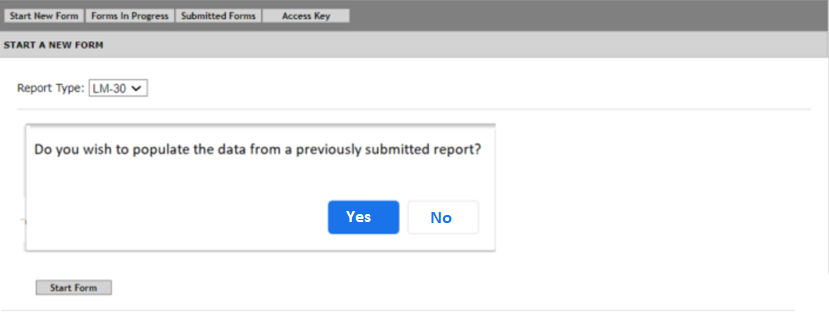 Start New Form Forms In Progress Submitted Forms Access Key
START A NEW FORM
Report Type: LM-30
Do you wish to populate the data from a previously submitted report?
Yes No
Start Form